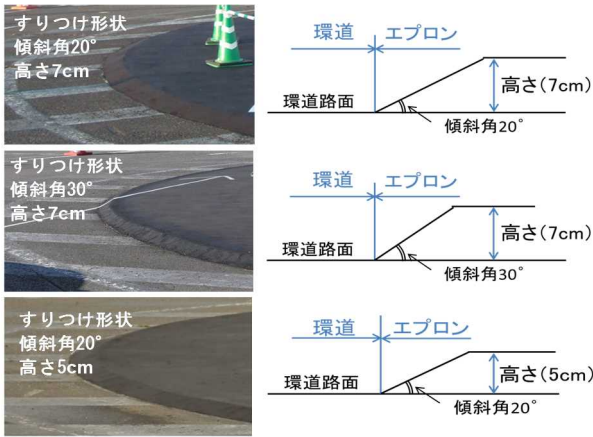 すりつけ形状
傾斜角20°
高さ7cm
環道
エプロン
高さ(7cm)
環道路面
傾斜角20°
すりつけ形状
傾斜角30°
高さ7cm
環道
エプロン
高さ(7cm)
環道路面
傾斜角30°
すりつけ形状
傾斜角20°
高さ5cm
環道
エプロン
高さ(5cm)
環道路面
傾斜角20°